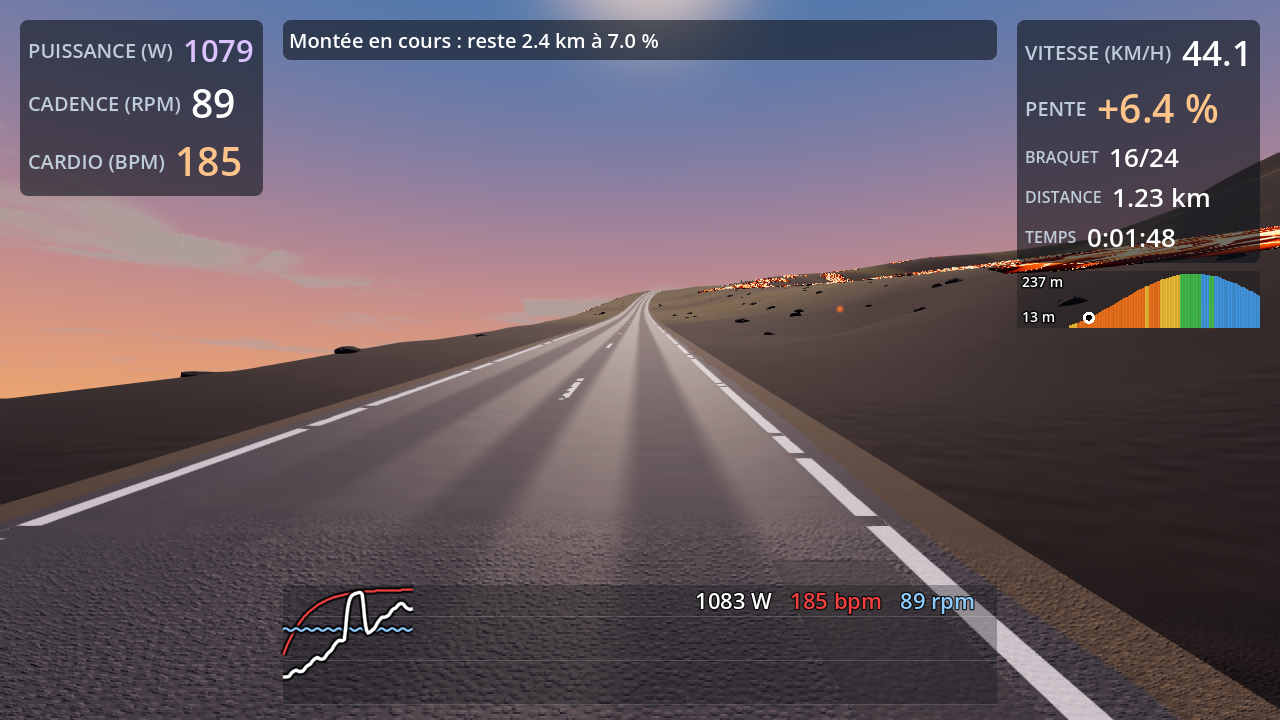 PUISSANCE (W) 1079
CADENCE (RPM) 89
CARDIO (BPM) 185
Montée en cours : reste 2.4 km à 7.0 %
VITESSE (KM/H) 44.1
PENTE +6.4 %
BRAQUET 16/24
DISTANCE 1.23 km
TEMPS 0:01:48
237 m
13 m
1083 W 185 bpm 89 rpm